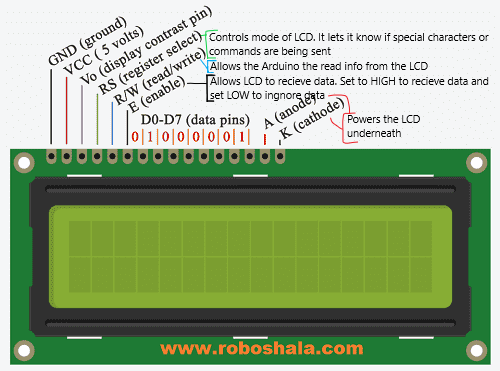 GND (ground)
VCC ( 5 volts)
Vo (display contrast pin)
RS (register select)
R/W (read/write)
E (enable)
Controls mode of LCD. It lets it know if special characters or
commands are being sent
Allows the Arduino the read info from the LCD
Allows LCD to recieve data. Set to HIGH to recieve data and
set LOW to ingnore data
D0-D7 (data pins)
0 1 0 0 0 0 0 1
A (anode)
K (cathode)
Powers the LCD
underneath
www.roboshala.com